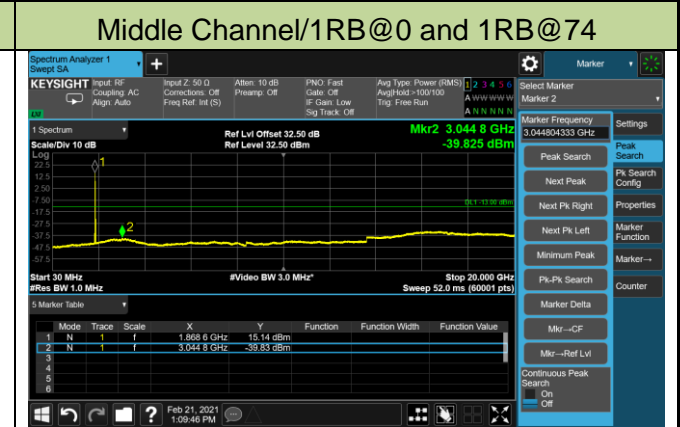 Middle Channel/1RB@0 and 1RB@74
Spectrum Analyzer 1
Swept SA
+
Marker
KEYSIGHT
Input: RF
Coupling: AC
Align: Auto
Input Z: 50 Ω
Corrections: Off
Freq Ref: Int (S)
Atten: 10 dB
Preamp: Off
PNO: Fast
Gate: Off
IF Gain: Low
Sig Track: Off
Avg Type: Power (RMS)
Avg|Hold:>100/100
Trig: Free Run
1 2 3 4 5 6
A W W W W W
A N N N N N
Select Marker
Marker 2
1 Spectrum
Scale/Div 10 dB
Ref Lvl Offset 32.50 dB
Ref Level 32.50 dBm
Mkr2 3.044 8 GHz
-39.825 dBm
Log
22.5
12.5
2.50
-7.50
-17.5
-27.5
-37.5
-47.5
-57.5
1
2
DL1 -13.00 dBm
Start 30 MHz
#Res BW 1.0 MHz
#Video BW 3.0 MHz*
Stop 20.000 GHz
Sweep 52.0 ms (60001 pts)
5 Marker Table
Mode Trace Scale X Y Function Function Width Function Value
1 N 1 f 1.868 6 GHz 15.14 dBm
2 N 1 f 3.044 8 GHz -39.83 dBm
3
4
5
6
Marker Frequency
3.044804333 GHz
Peak Search
Next Peak
Next Pk Right
Next Pk Left
Minimum Peak
Pk-Pk Search
Marker Delta
Mkr→CF
Mkr→Ref Lvl
Continuous Peak
Search
On
Off
Settings
Peak
Search
Pk Search
Config
Properties
Marker
Function
Marker→
Counter
?
Feb 21, 2021
1:09:46 PM